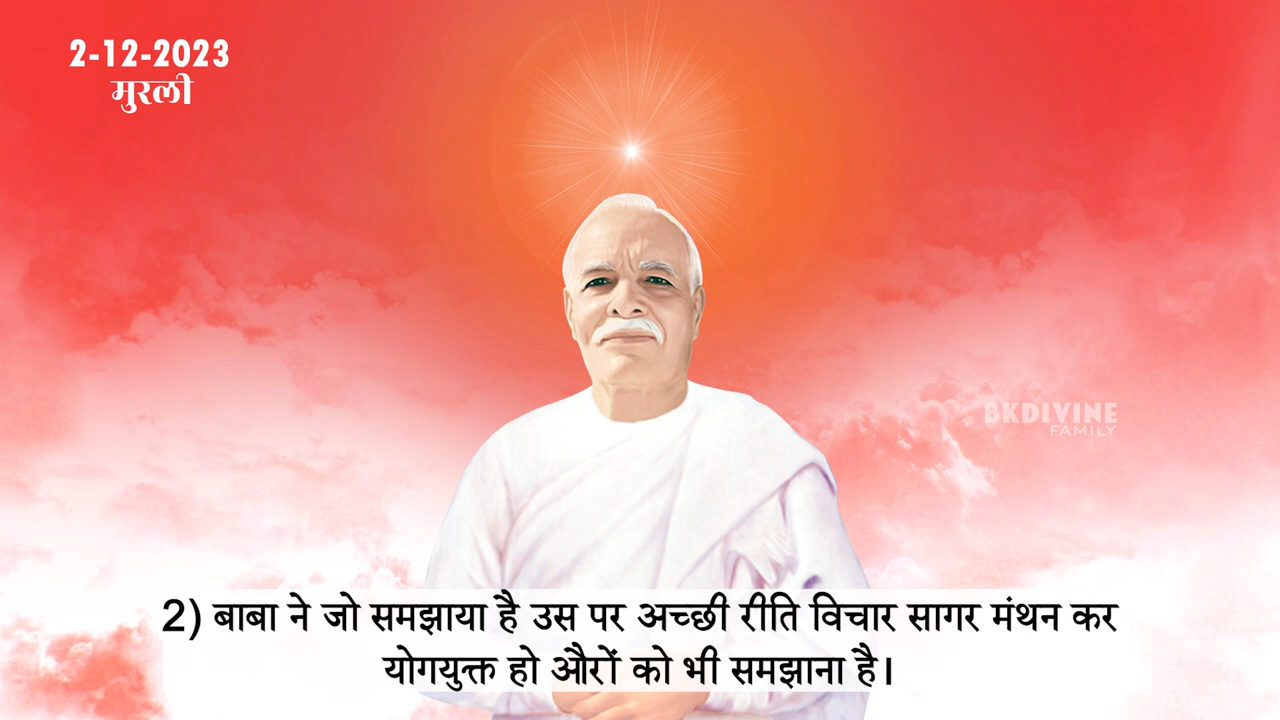 2-12-2023
मुरली
BKDIVINE
FAMILY
2) बाबा ने जो समझाया है उस पर अच्छी रीति विचार सागर मंथन कर
योगयुक्त हो औरों को भी समझाना है।